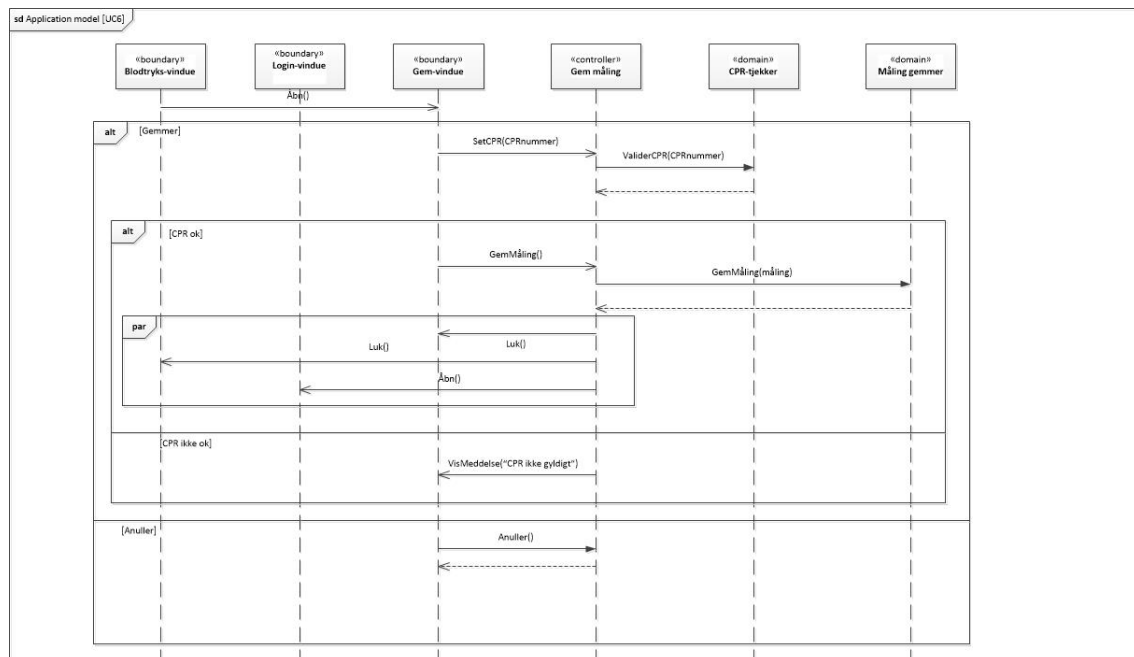 sd Application model [UC6]
«boundary»
Blodtryks-vindue
«boundary»
Login-vindue
«boundary»
Gem-vindue
«controller»
Gem måling
«domain»
CPR-tjekker
«domain»
Måling gemmer
Åbn()
alt
[Gemmer]
SetCPR(CPRnummer)
ValiderCPR(CPRnummer)
alt
[CPR ok]
GemMåling()
GemMåling(måling)
par
Luk()
Luk()
Åbn()
[CPR ikke ok]
VisMeddelse("CPR ikke gyldigt")
[Anuller]
Anuller()